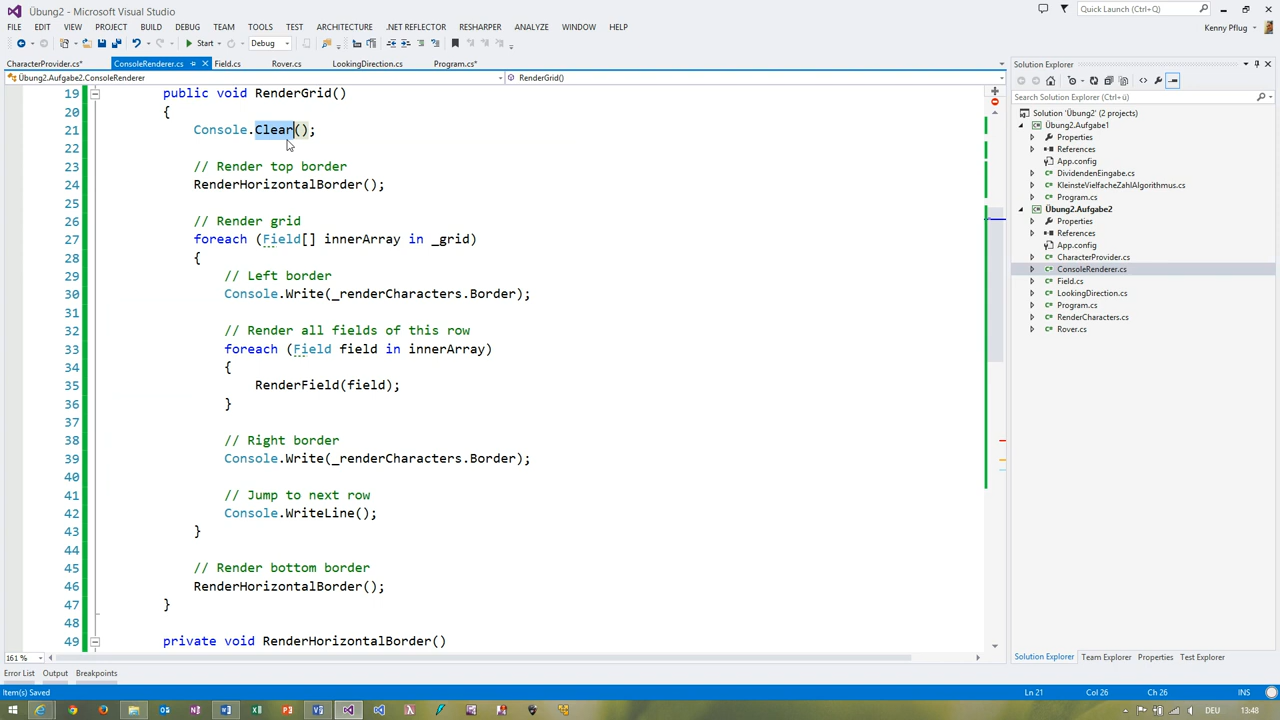 Übung2 - Microsoft Visual Studio
Quick Launch (Ctrl+Q)
FILE EDIT VIEW PROJECT BUILD DEBUG TEAM TOOLS TEST ARCHITECTURE .NET REFLECTOR RESHARPER ANALYZE WINDOW HELP
Kenny Pflug
Start Debug
CharacterProvider.cs* ConsoleRenderer.cs Field.cs Rover.cs LookingDirection.cs Program.cs*
Übung2.Aufgabe2.ConsoleRenderer RenderGrid()
19 public void RenderGrid()
20 {
21 Console.Clear();
22
23 // Render top border
24 RenderHorizontalBorder();
25
26 // Render grid
27 foreach (Field[] innerArray in _grid)
28 {
29 // Left border
30 Console.Write(_renderCharacters.Border);
31
32 // Render all fields of this row
33 foreach (Field field in innerArray)
34 {
35 RenderField(field);
36 }
37
38 // Right border
39 Console.Write(_renderCharacters.Border);
40
41 // Jump to next row
42 Console.WriteLine();
43 }
44
45 // Render bottom border
46 RenderHorizontalBorder();
47 }
48
49 private void RenderHorizontalBorder()
161 %
Solution Explorer
Search Solution Explorer (Ctrl+ü)
Solution 'Übung2' (2 projects)
Übung2.Aufgabe1
Properties
References
App.config
DividendenEingabe.cs
KleinsteVielfacheZahlAlgorithmus.cs
Program.cs
Übung2.Aufgabe2
Properties
References
App.config
CharacterProvider.cs
ConsoleRenderer.cs
Field.cs
LookingDirection.cs
Program.cs
RenderCharacters.cs
Rover.cs
Solution Explorer Team Explorer Properties Test Explorer
Error List Output Breakpoints
Item(s) Saved Ln 21 Col 26 Ch 26 INS
DEU 13:48